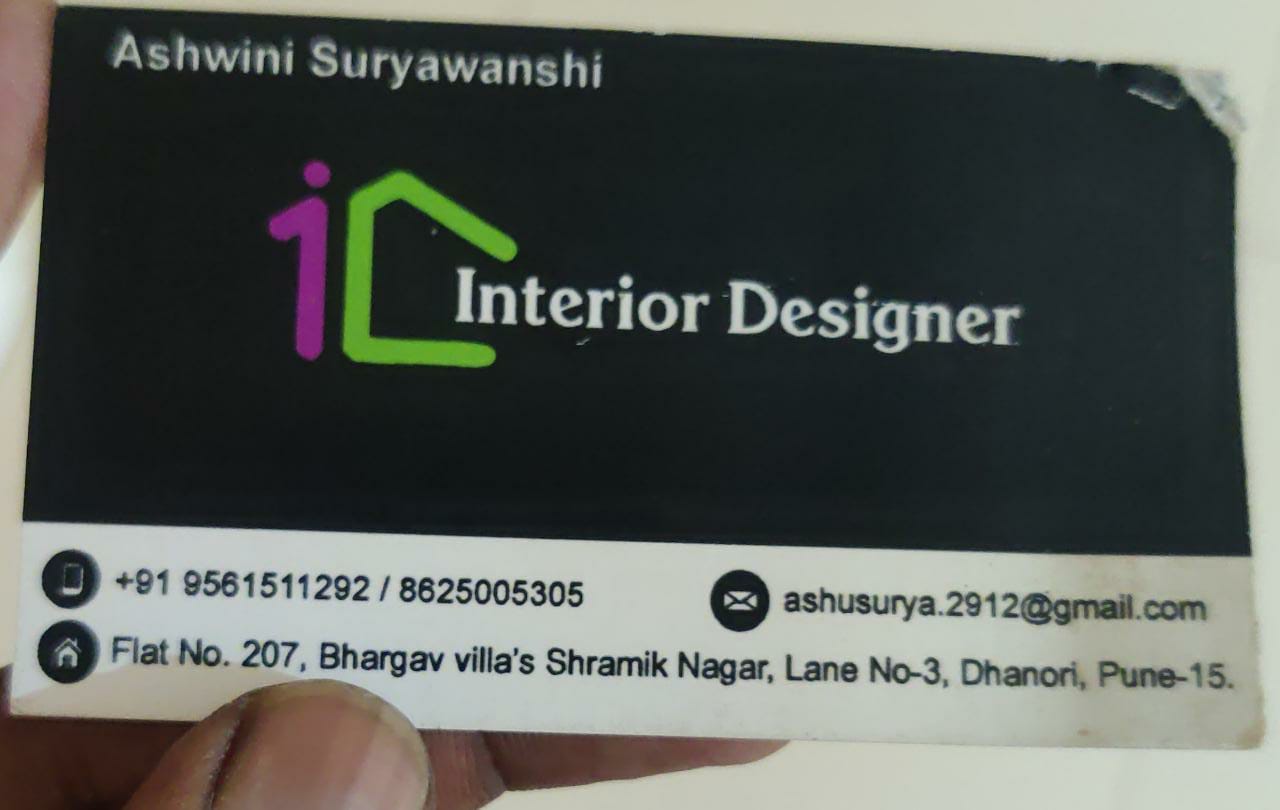 Ashwini Suryawanshi
iC
Interior Designer
+91 9561511292 / 8625005305
ashusurya.2912@gmail.com
Flat No. 207, Bhargav villa's Shramik Nagar, Lane No-3, Dhanori, Pune-15.